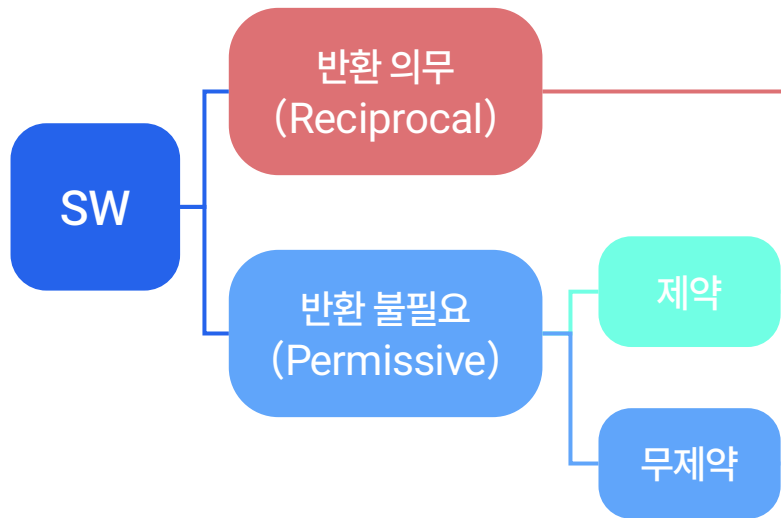 반환 의무
(Reciprocal)
SW
반환 불필요
(Permissive)
제약
무제약